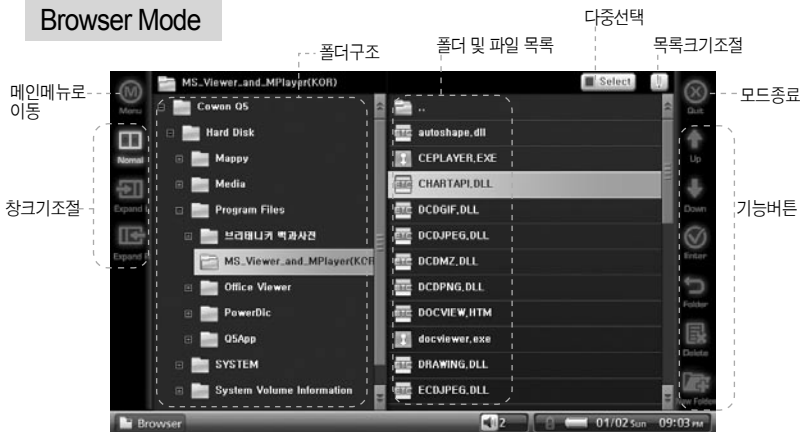 Browser Mode
다중선택
폴더구조
폴더 및 파일 목록
목록크기조절
메인메뉴로
이동
창크기조절
모드종료
기능버튼
M
Menu
Normal
Expand
Expand
MS_Viewer_and_MPlayer(KOR)
Select
Cowon Q5
Hard Disk
Mappy
Media
Program Files
브리태니커 백과사전
MS_Viewer_and_MPlayer(KOR
Office Viewer
PowerDic
Q5App
SYSTEM
System Volume Information
..
autoshape.dll
CEPLAYER.EXE
CHARTAPI.DLL
DCDGIF.DLL
DCDJPEG.DLL
DCDMZ.DLL
DCDPNG.DLL
DOCVIEW.HTM
docviewer.exe
DRAWING.DLL
ECDJPEG.DLL
Quit
Up
Down
Enter
Folder
Delete
New Folder
Browser
2
01/02 Sun 09:03 PM